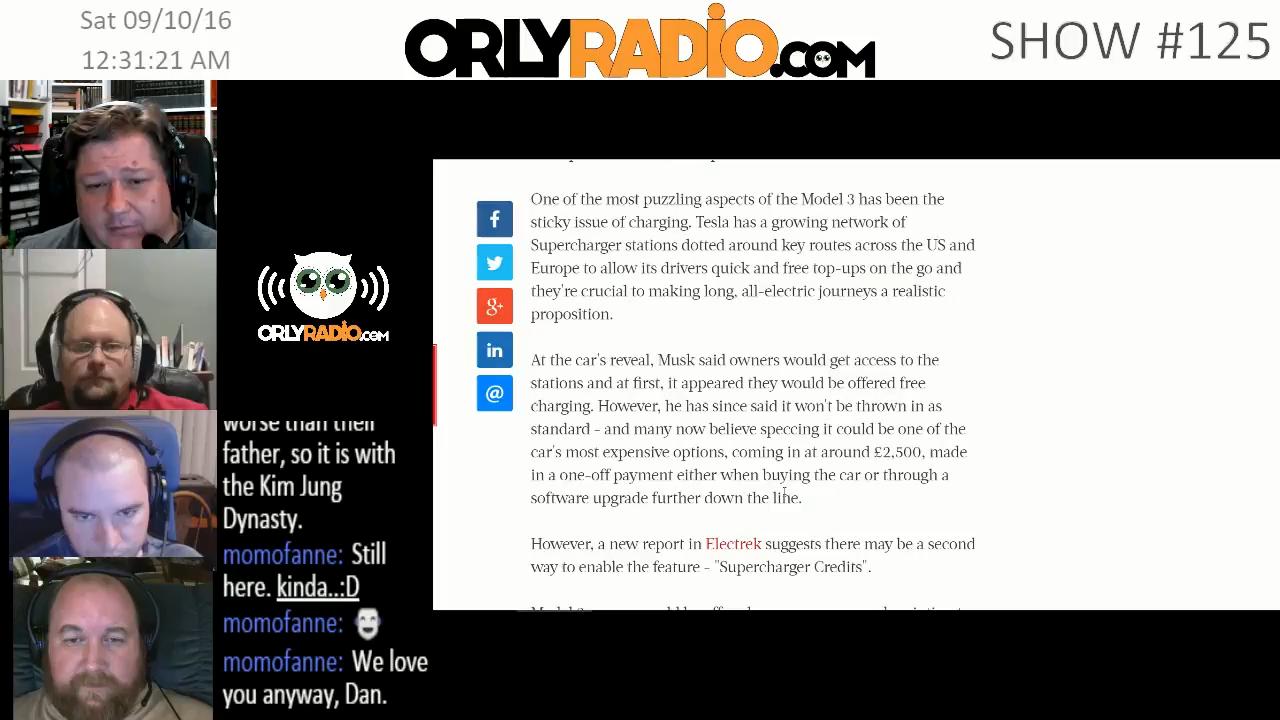 Sat 09/10/16
12:31:21 AM
ORLYRADIO.COM
SHOW #125
ORLYRADIO.COM
worse than their
father, so it is with
the Kim Jung
Dynasty.
momofanne: Still
here. kinda..:D
momofanne:
momofanne: We love
you anyway, Dan.
f
g+
in
@
One of the most puzzling aspects of the Model 3 has been the
sticky issue of charging. Tesla has a growing network of
Supercharger stations dotted around key routes across the US and
Europe to allow its drivers quick and free top-ups on the go and
they're crucial to making long, all-electric journeys a realistic
proposition.
At the car's reveal, Musk said owners would get access to the
stations and at first, it appeared they would be offered free
charging. However, he has since said it won't be thrown in as
standard - and many now believe speccing it could be one of the
car's most expensive options, coming in at around £2,500, made
in a one-off payment either when buying the car or through a
software upgrade further down the line.
However, a new report in Electrek suggests there may be a second
way to enable the feature - "Supercharger Credits".